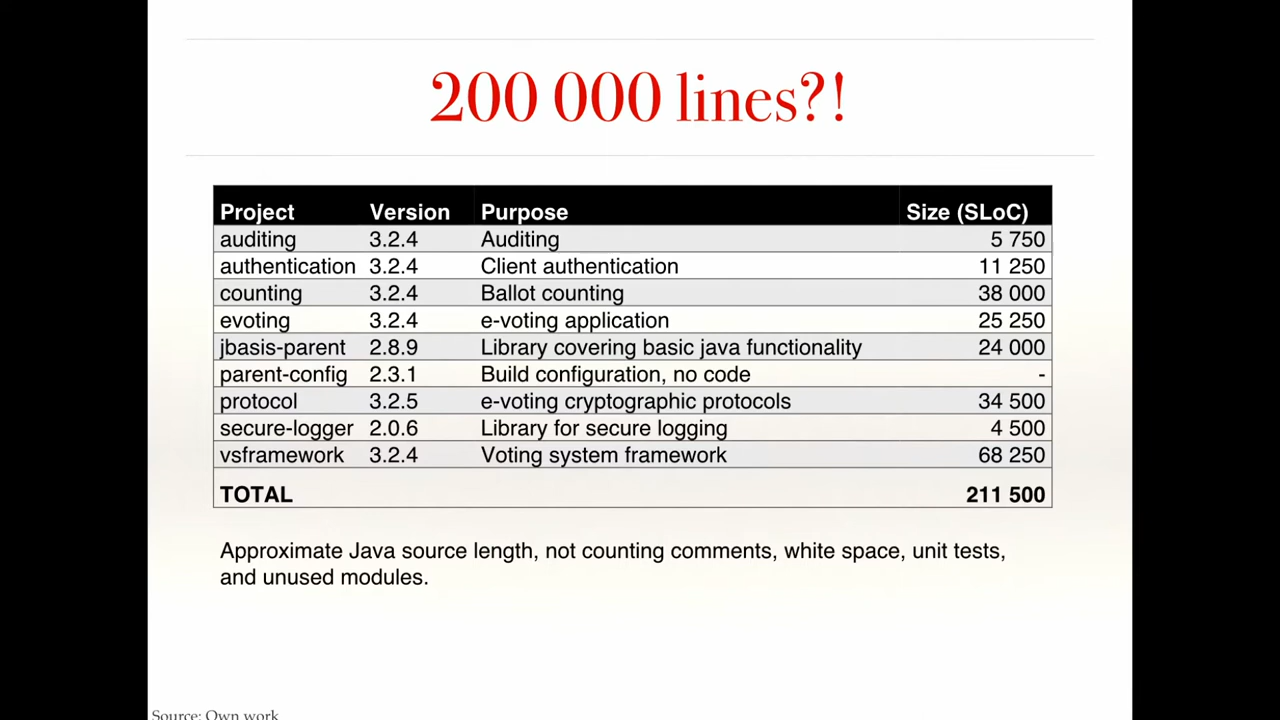 200 000 lines?!
Project Version Purpose Size (SLoC)
auditing 3.2.4 Auditing 5 750
authentication 3.2.4 Client authentication 11 250
counting 3.2.4 Ballot counting 38 000
evoting 3.2.4 e-voting application 25 250
jbasis-parent 2.8.9 Library covering basic java functionality 24 000
parent-config 2.3.1 Build configuration, no code -
protocol 3.2.5 e-voting cryptographic protocols 34 500
secure-logger 2.0.6 Library for secure logging 4 500
vsframework 3.2.4 Voting system framework 68 250
TOTAL 211 500
Approximate Java source length, not counting comments, white space, unit tests,
and unused modules.
Source: Own work